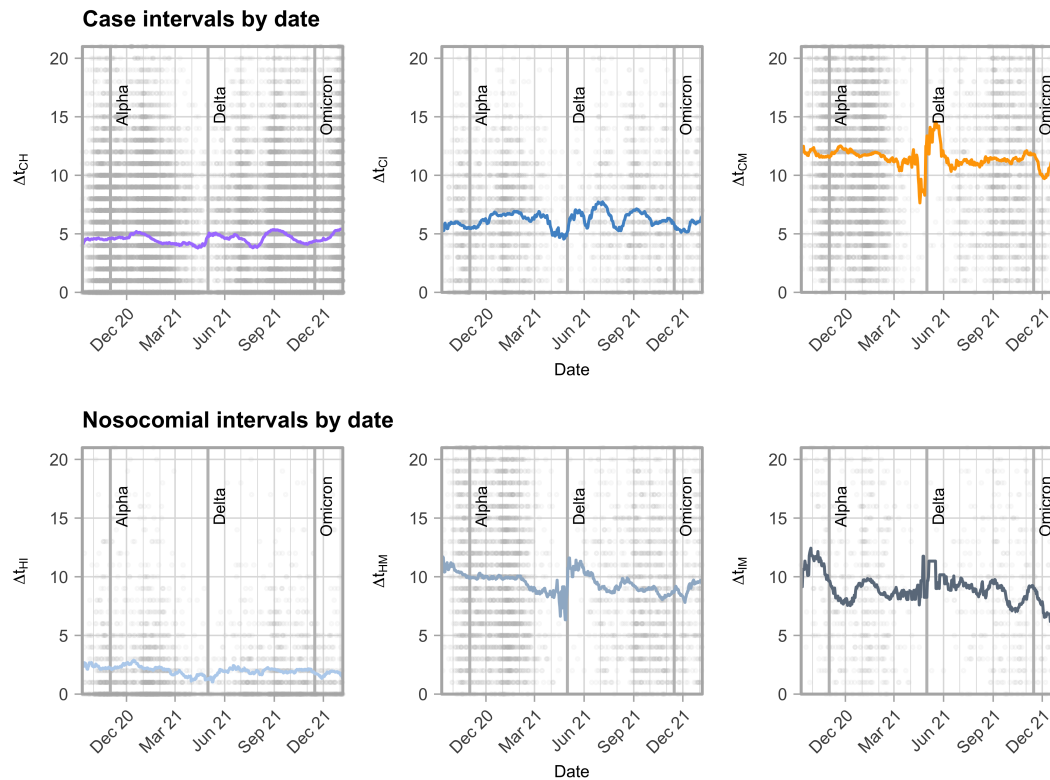 Case intervals by date
20
15
10
5
0
Δt_CH
Alpha
Delta
Omicron
Dec 20
Mar 21
Jun 21
Sep 21
Dec 21
20
15
10
5
0
Δt_CI
Alpha
Delta
Omicron
Dec 20
Mar 21
Jun 21
Sep 21
Dec 21
Date
20
15
10
5
0
Δt_CM
Alpha
Delta
Omicron
Dec 20
Mar 21
Jun 21
Sep 21
Dec 21
Nosocomial intervals by date
20
15
10
5
0
Δt_HI
Alpha
Delta
Omicron
Dec 20
Mar 21
Jun 21
Sep 21
Dec 21
20
15
10
5
0
Δt_HM
Alpha
Delta
Omicron
Dec 20
Mar 21
Jun 21
Sep 21
Dec 21
Date
20
15
10
5
0
Δt_IM
Alpha
Delta
Omicron
Dec 20
Mar 21
Jun 21
Sep 21
Dec 21